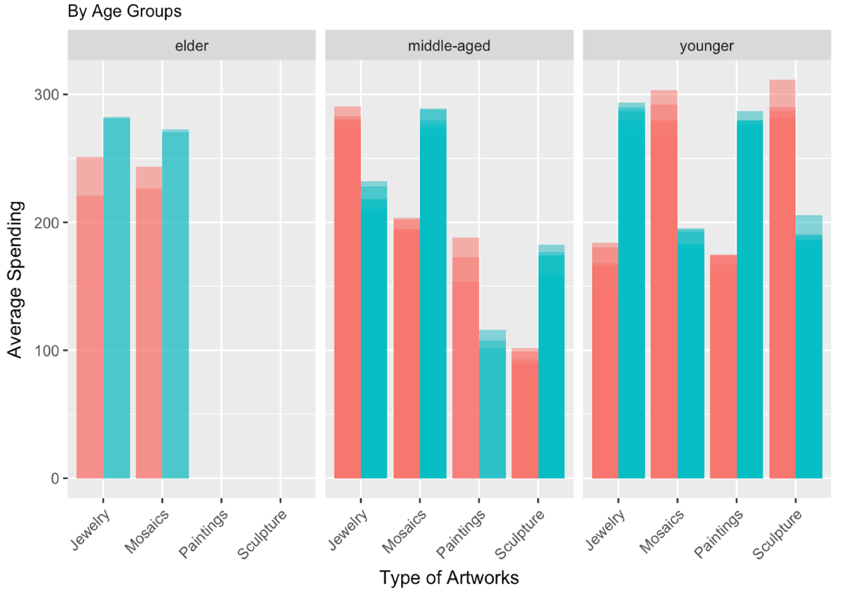 By Age Groups
elder
middle-aged
younger
300
200
100
0
Average Spending
Jewelry
Mosaics
Paintings
Sculpture
Jewelry
Mosaics
Paintings
Sculpture
Jewelry
Mosaics
Paintings
Sculpture
Type of Artworks